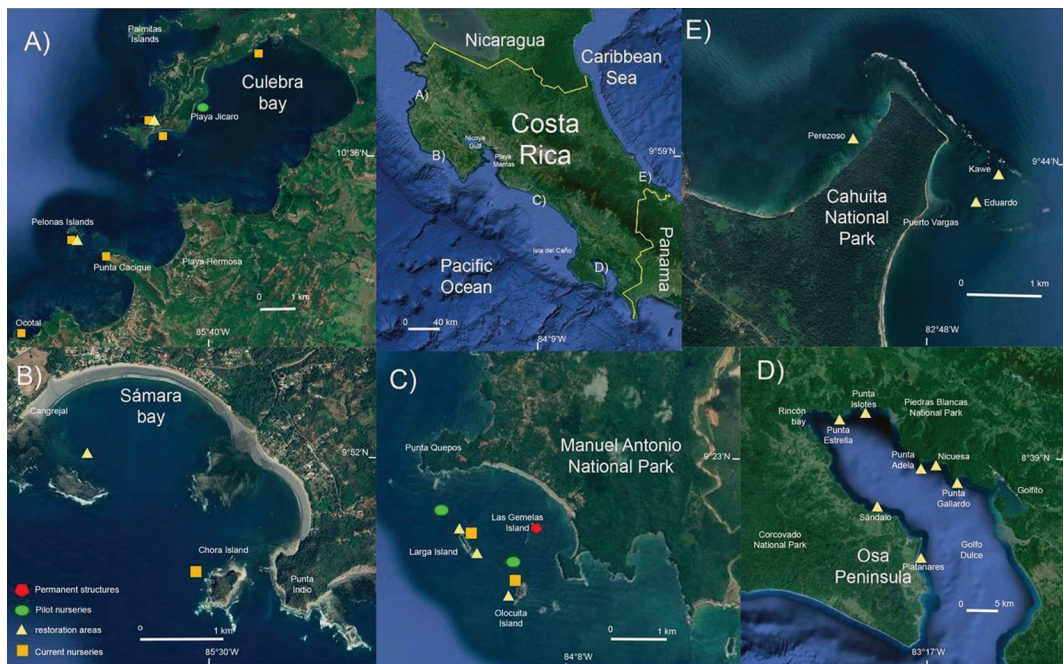 A)
Palmitas
Islands
Culebra
bay
Playa Jicaro
10°36'N
Pelonas Islands
Punta Cacique
Playa Hermosa
0 1 km
Ocotal
85°40'W
Nicaragua
Caribbean
Sea
A)
Costa
Rica
Nicoya
Gulf
Playa
Mantas
B)
9°59'N
E)
C)
Isla del Caño
Panama
D)
Pacific
Ocean
0 40 km
84°9'W
E)
Perezoso
9°44'N
Kawe
Cahuita
National
Park
Eduardo
Puerto Vargas
0 1 km
82°48'W
B)
Sámara
bay
Cangrejal
9°52'N
Chora Island
Punta
Indio
Permanent structures
Pilot nurseries
restoration areas
Current nurseries
o 1 km
85°30'W
C)
Punta Quepos
Manuel Antonio
National Park
9°23'N
Las Gemelas
Island
Larga Island
Olocuita
Island
0 1 km
84°8'W
D)
Punta
Islotes
Piedras Blancas
National Park
Rincón
bay
Punta
Estrella
8°39'N
Punta
Adela
Nicuesa
Punta
Gallardo
Golfito
Sándalo
Corcovado
National Park
Golfo
Dulce
Osa
Peninsula
Platanares
0 5 km
83°17'W